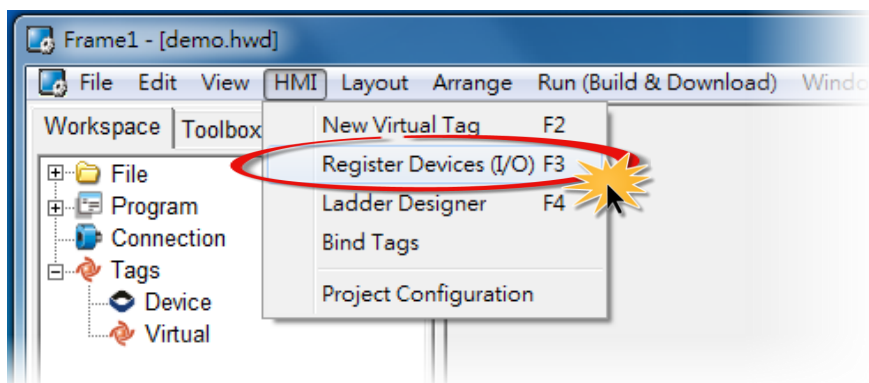 Frame1 - [demo.hwd]
File Edit View HMI Layout Arrange Run (Build & Download) Windo
Workspace Toolbox
New Virtual Tag F2
File
Register Devices (I/O) F3
Program
Ladder Designer F4
Connection
Bind Tags
Tags
Device
Project Configuration
Virtual